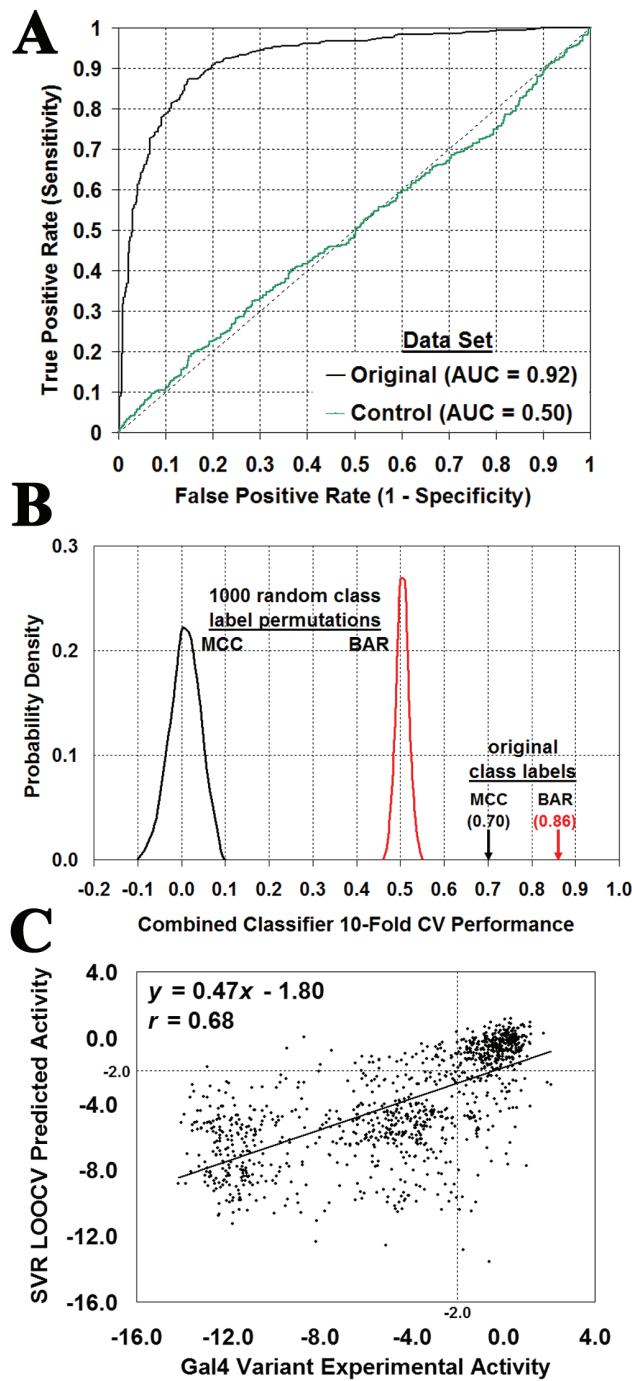 A
True Positive Rate (Sensitivity)
1
0.9
0.8
0.7
0.6
0.5
0.4
0.3
0.2
0.1
0
Data Set
Original (AUC = 0.92)
Control (AUC = 0.50)
0 0.1 0.2 0.3 0.4 0.5 0.6 0.7 0.8 0.9 1
False Positive Rate (1 - Specificity)
B
Probability Density
0.3
0.2
0.1
0.0
1000 random class
label permutations
MCC BAR
original
class labels
MCC BAR
(0.70) (0.86)
-0.2 -0.1 0.0 0.1 0.2 0.3 0.4 0.5 0.6 0.7 0.8 0.9 1.0
Combined Classifier 10-Fold CV Performance
C
SVR LOOCV Predicted Activity
4.0
0.0
-2.0
-4.0
-8.0
-12.0
-16.0
y = 0.47x - 1.80
r = 0.68
-2.0
-16.0 -12.0 -8.0 -4.0 0.0 4.0
Gal4 Variant Experimental Activity